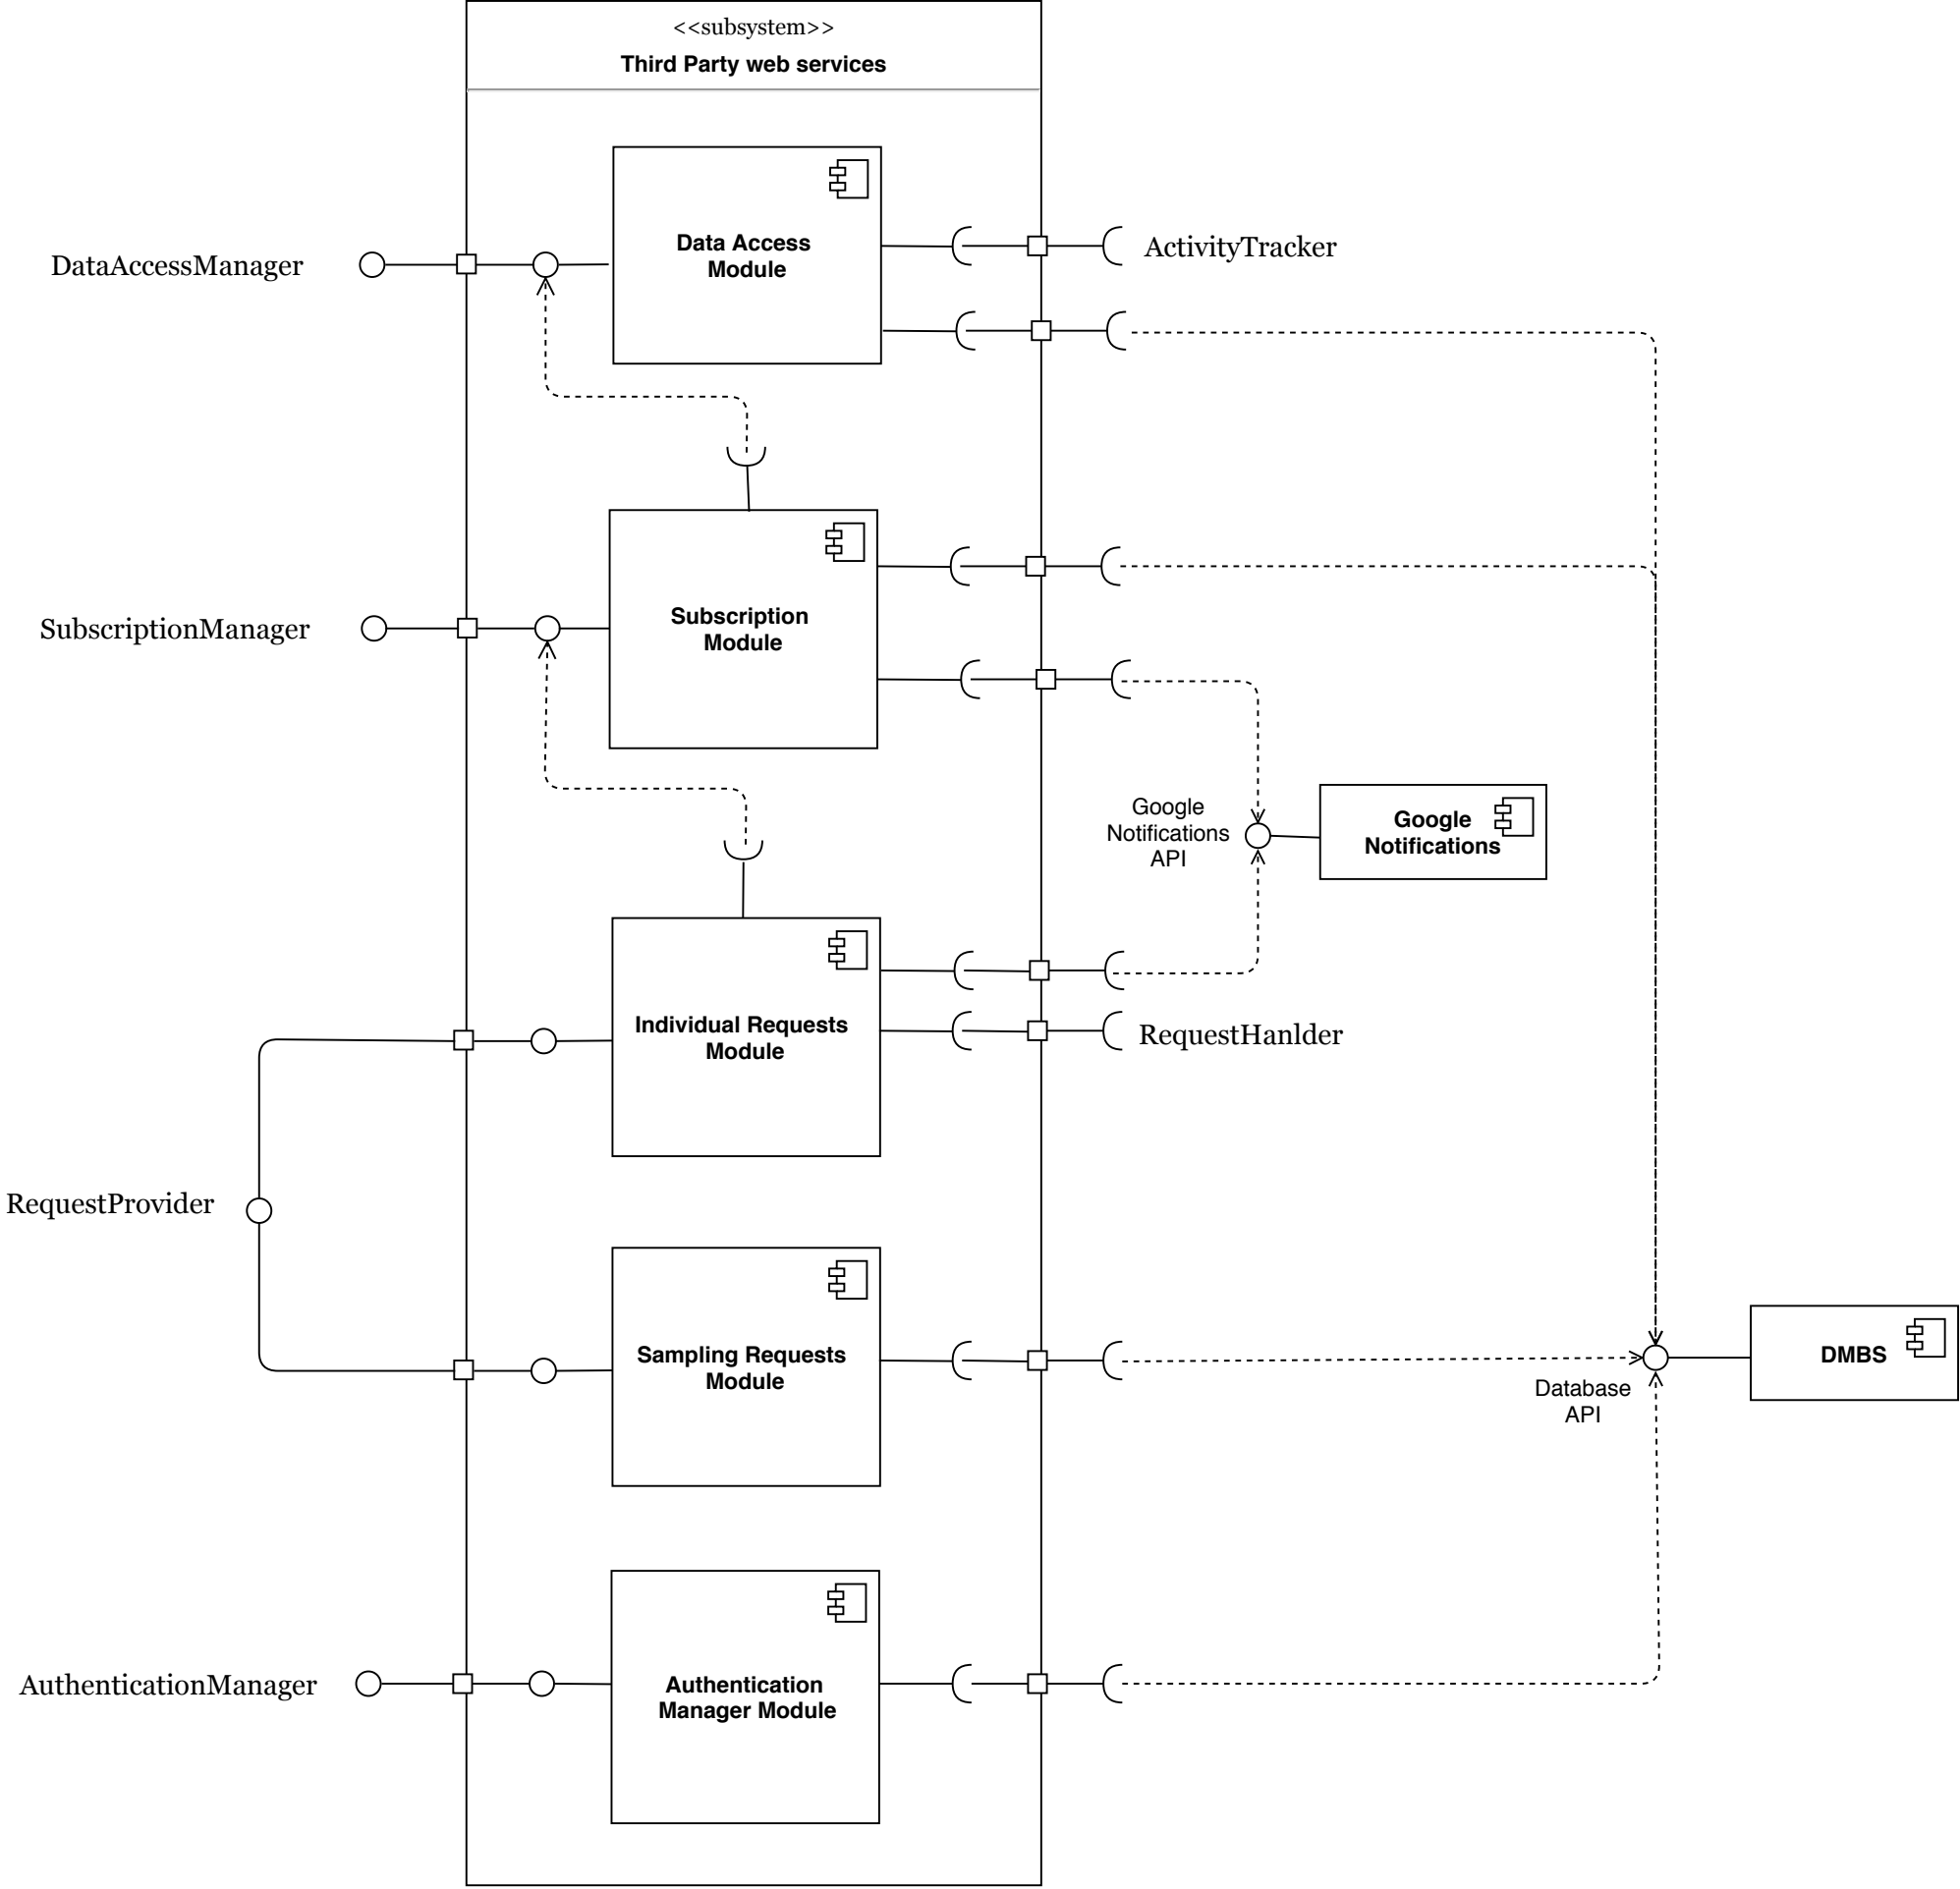 <<subsystem>>
Third Party web services
Data Access
Module
DataAccessManager
ActivityTracker
Subscription
Module
SubscriptionManager
Google
Notifications
API
Google
Notifications
Individual Requests
Module
RequestHanlder
RequestProvider
Sampling Requests
Module
DMBS
Database
API
Authentication
Manager Module
AuthenticationManager